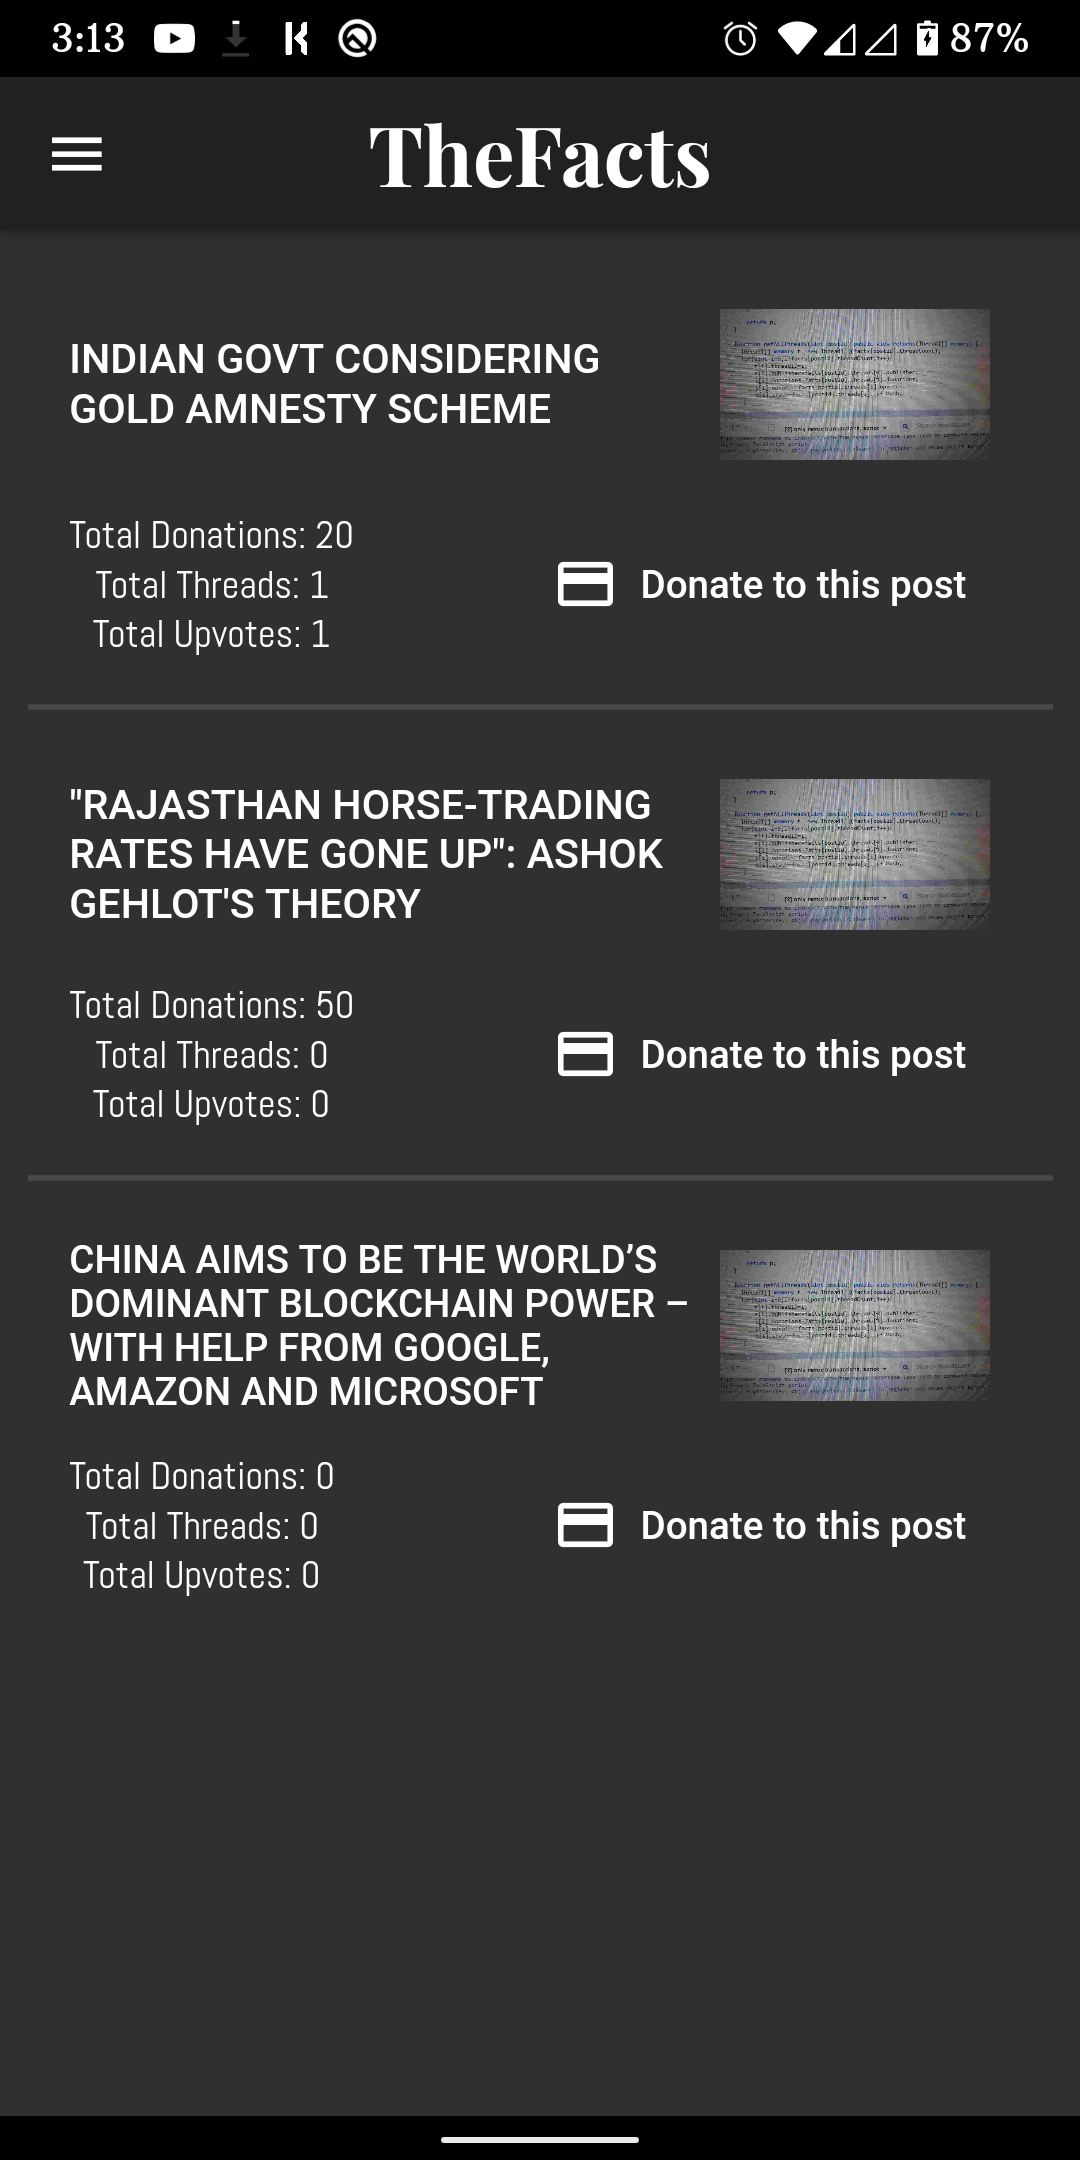 3:13
87%
TheFacts
INDIAN GOVT CONSIDERING
GOLD AMNESTY SCHEME
Total Donations: 20
Total Threads: 1
Total Upvotes: 1
Donate to this post
"RAJASTHAN HORSE-TRADING
RATES HAVE GONE UP": ASHOK
GEHLOT'S THEORY
Total Donations: 50
Total Threads: 0
Total Upvotes: 0
Donate to this post
CHINA AIMS TO BE THE WORLD’S
DOMINANT BLOCKCHAIN POWER –
WITH HELP FROM GOOGLE,
AMAZON AND MICROSOFT
Total Donations: 0
Total Threads: 0
Total Upvotes: 0
Donate to this post